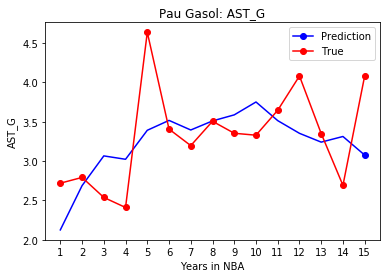 Pau Gasol: AST_G
Prediction
True
4.5
4.0
3.5
3.0
2.5
2.0
AST_G
1 2 3 4 5 6 7 8 9 10 11 12 13 14 15
Years in NBA